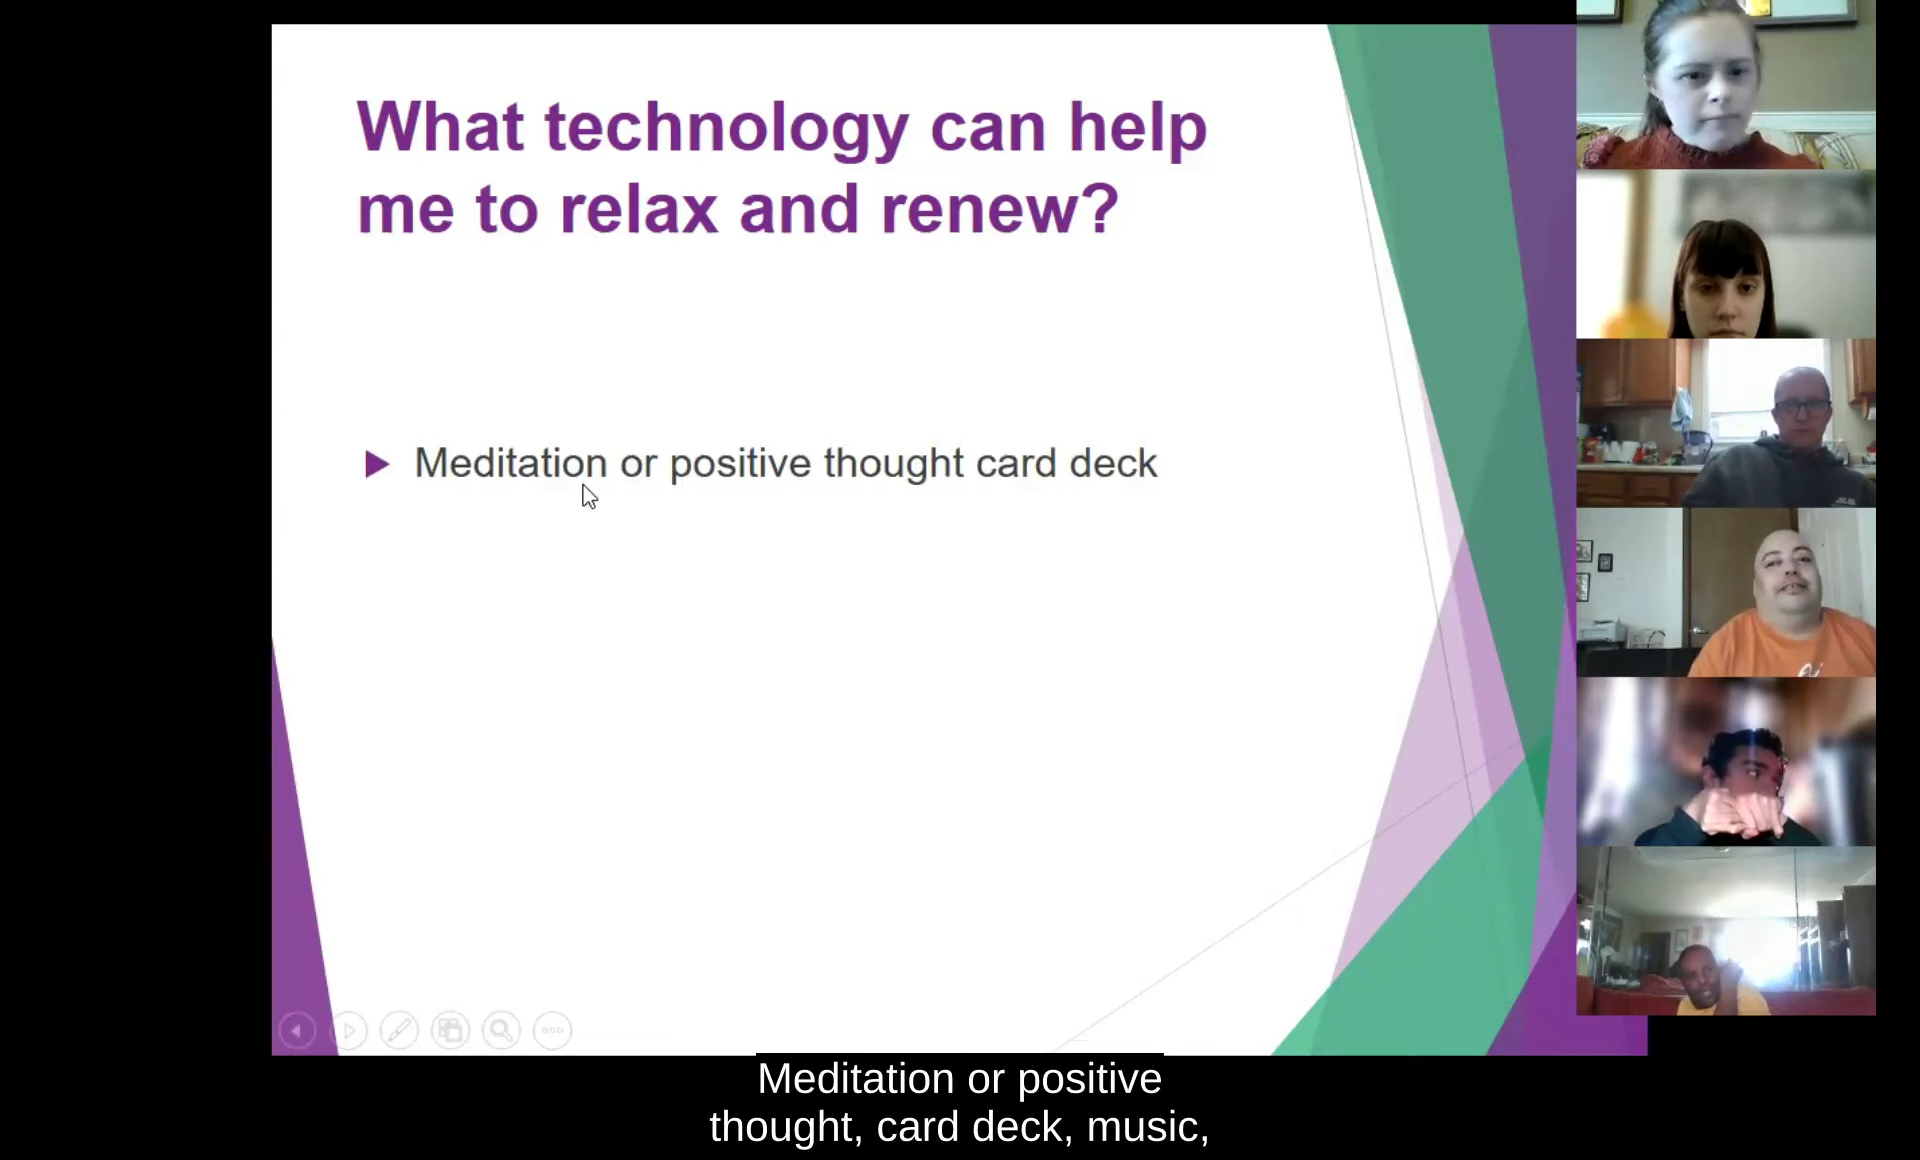 What technology can help
me to relax and renew?
Meditation or positive thought card deck
Meditation or positive
thought, card deck, music,